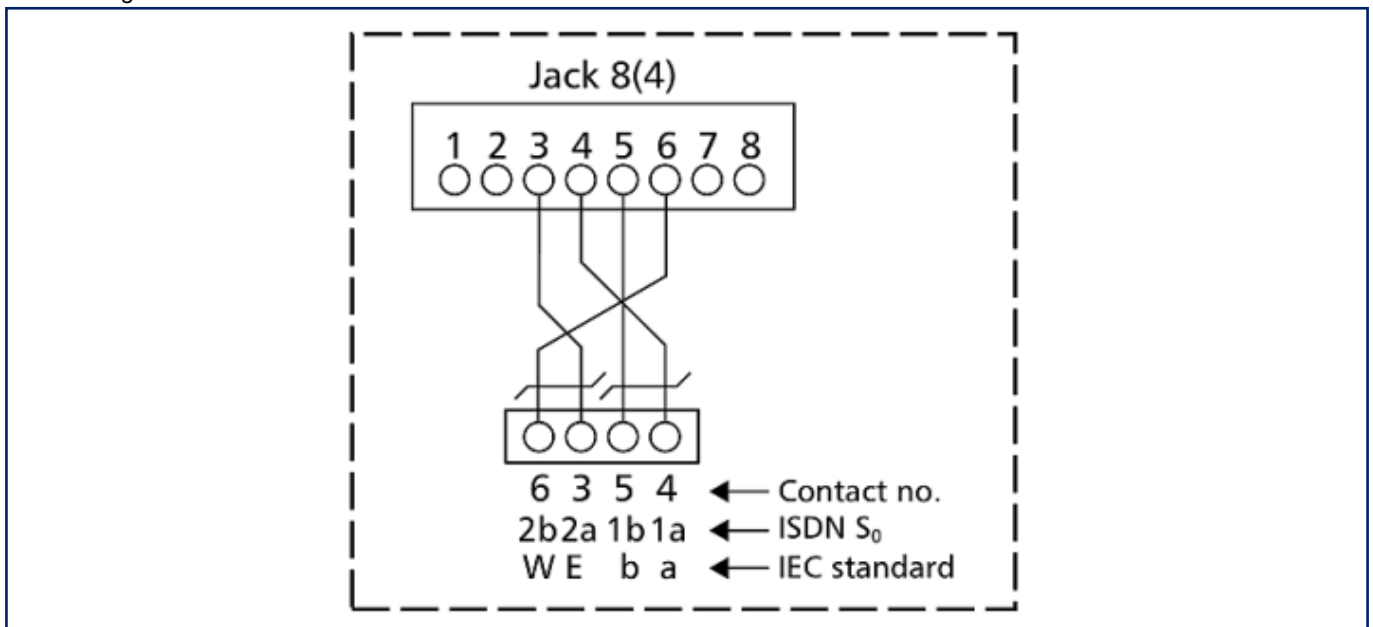 Jack 8(4)
1 2 3 4 5 6 7 8
6 3 5 4 Contact no.
2b 2a 1b 1a ISDN S₀
W E b a IEC standard